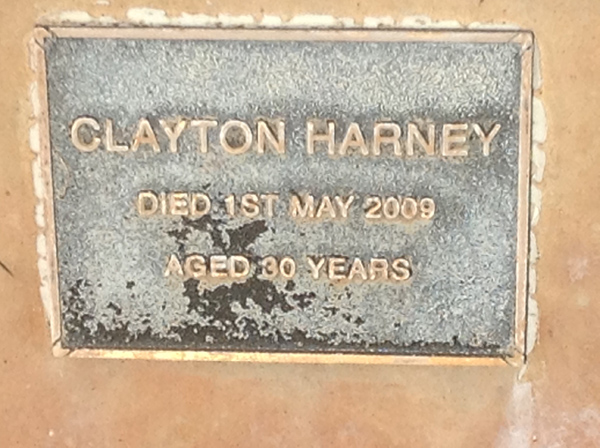 CLAYTON HARNEY
DIED 1ST MAY 2009
AGED 30 YEARS